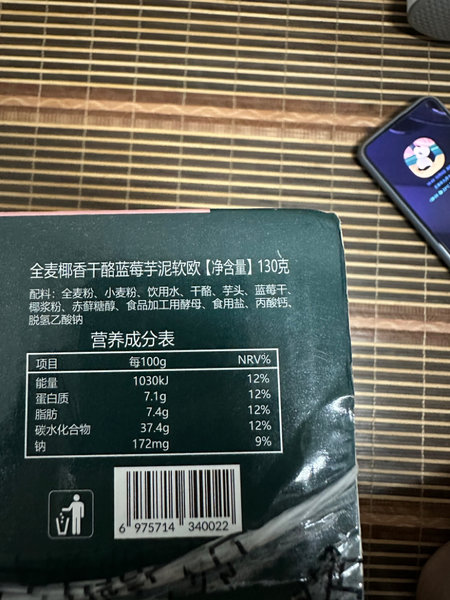 全麦椰香干酪蓝莓芋泥软欧【净含量】130克
配料：全麦粉、小麦粉、饮用水、干酪、芋头、蓝莓干、
椰浆粉、赤藓糖醇、食品加工用酵母、食用盐、丙酸钙、
脱氢乙酸钠
营养成分表
项目 每100g NRV%
能量 1030kJ 12%
蛋白质 7.1g 12%
脂肪 7.4g 12%
碳水化合物 37.4g 12%
钠 172mg 9%
6 975714 340022